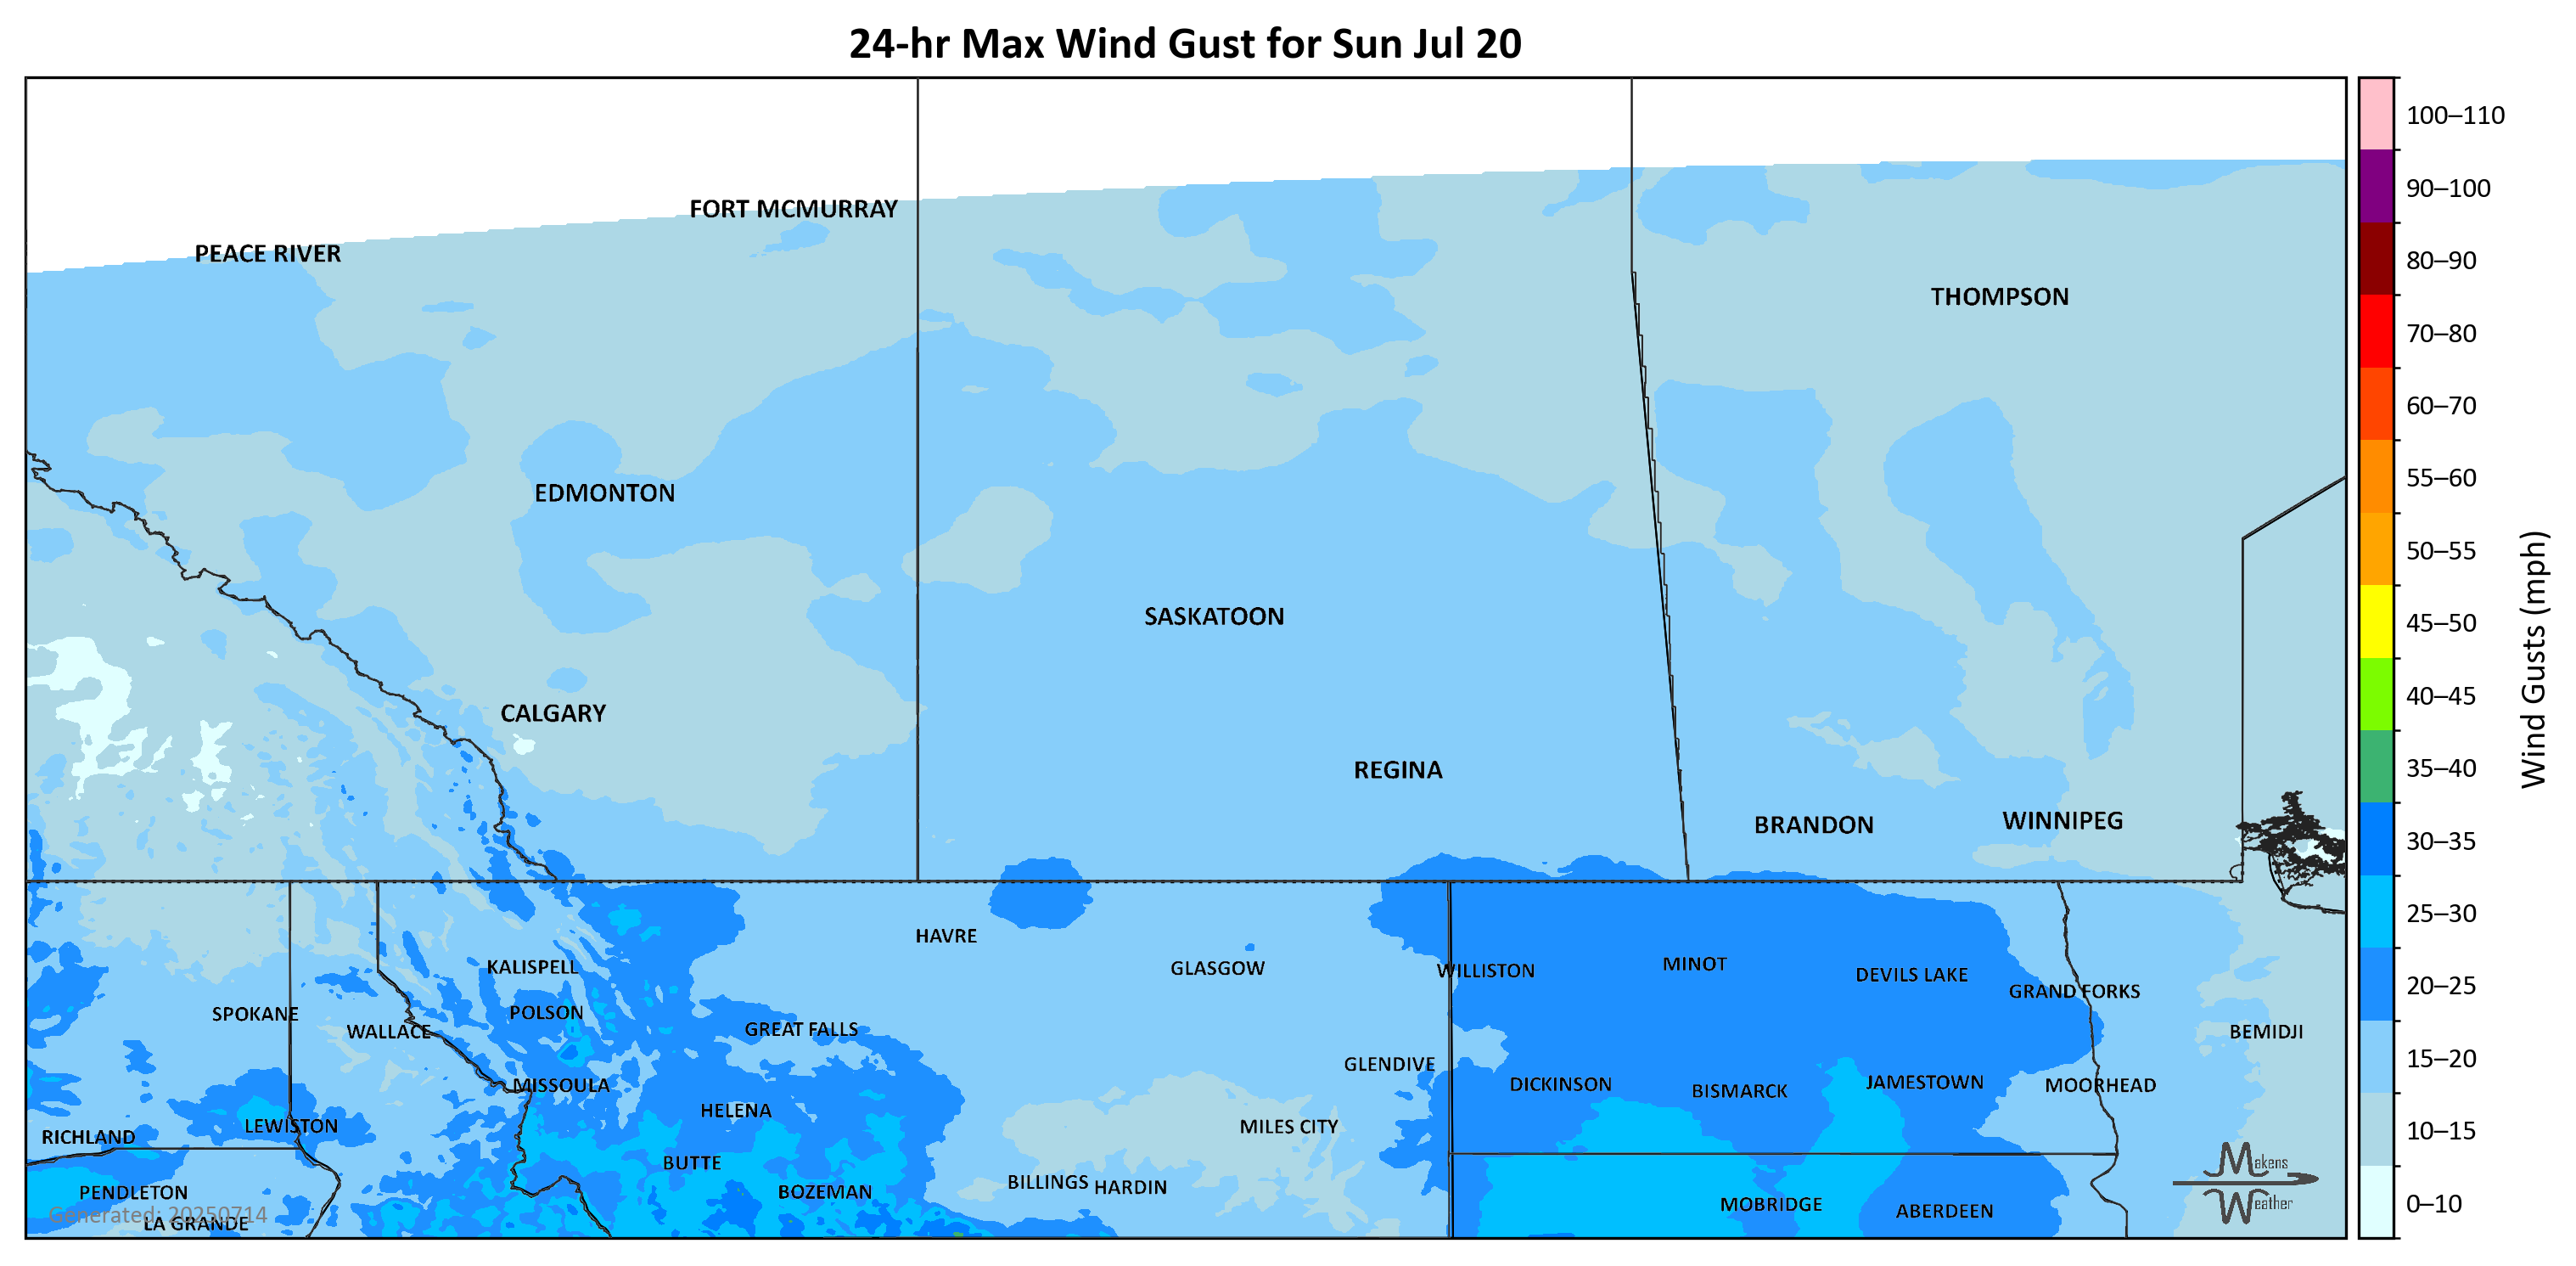 24-hr Max Wind Gust for Sun Jul 20
100–110
FORT MCMURRAY
90–100
PEACE RIVER
80–90
THOMPSON
70–80
60–70
55–60
EDMONTON
50–55
SASKATOON
45–50
Wind Gusts (mph)
40–45
CALGARY
REGINA
35–40
BRANDON
WINNIPEG
30–35
25–30
HAVRE
KALISPELL
GLASGOW
WILLISTON
MINOT
DEVILS LAKE
20–25
GRAND FORKS
SPOKANE
POLSON
WALLACE
GREAT FALLS
BEMIDJI
15–20
GLENDIVE
MISSOULA
DICKINSON
BISMARCK
JAMESTOWN
MOORHEAD
HELENA
LEWISTON
MILES CITY
10–15
RICHLAND
BUTTE
Makens
Weather
PENDLETON
BOZEMAN
BILLINGS
HARDIN
MOBRIDGE
ABERDEEN
0–10
Generated: 20250714
LA GRANDE